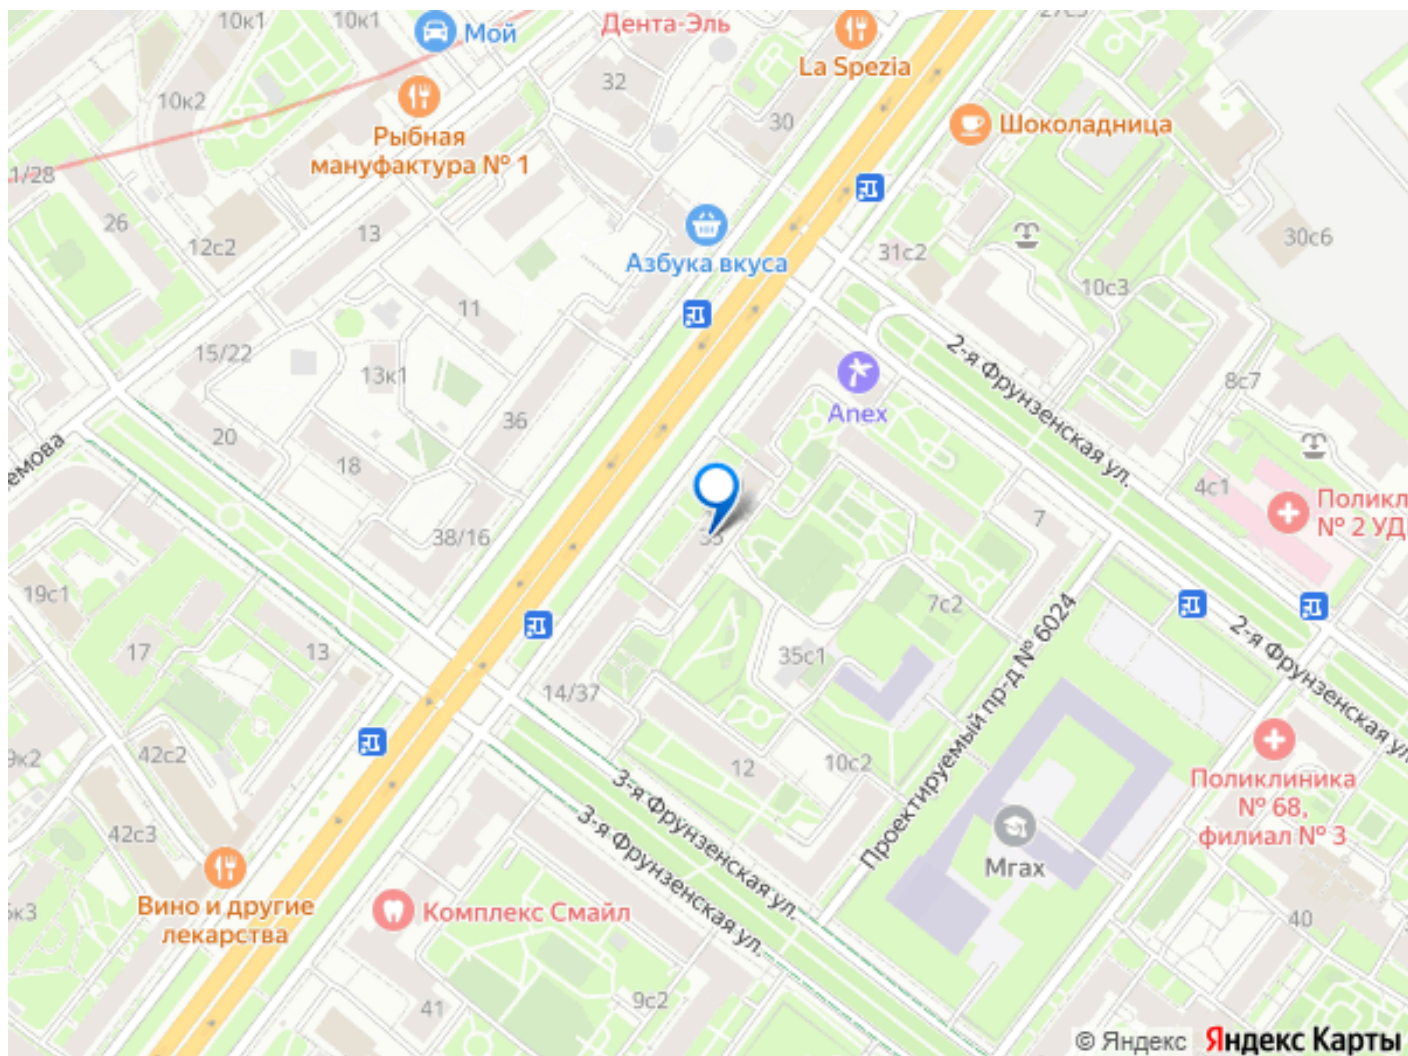 10к1
10к1
Мой
Дента-Эль
27с3
La Spezia
32
10к2
30
Шоколадница
Рыбная
мануфактура № 1
1/28
26
12с2
13
Азбука вкуса
31с2
30с6
10с3
11
15/22
13к1
2-я Фрунзенская ул.
8с7
Anex
36
20
18
емова
4с1
Поликл
№ 2 УД
7
38/16
35
19с1
7с2
17
13
35с1
14/37
Проектируемый пр-д № 6024
2-я Фрунзенская ул.
9к2
42с2
12
10с2
Поликлиника
№ 68,
филиал № 3
3-я Фрунзенская ул.
3-я Фрунзенская ул.
42с3
Мгах
Вино и другие
лекарства
Комплекс Смайл
40
41
9с2
© Яндекс Яндекс Карты